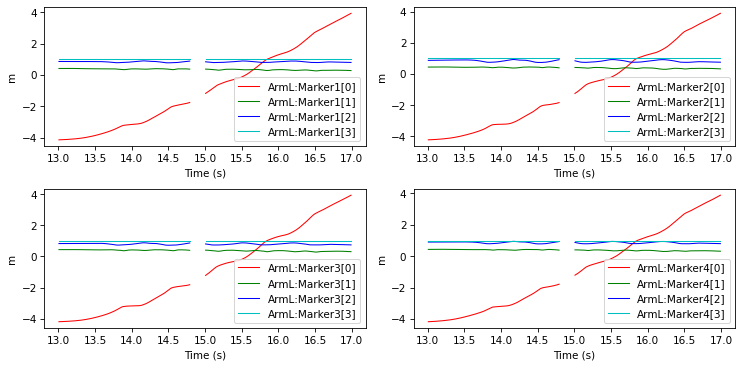 4
2
0
−2
−4
m
13.0 13.5 14.0 14.5 15.0 15.5 16.0 16.5 17.0
Time (s)
ArmL:Marker1[0]
ArmL:Marker1[1]
ArmL:Marker1[2]
ArmL:Marker1[3]
4
2
0
−2
−4
m
13.0 13.5 14.0 14.5 15.0 15.5 16.0 16.5 17.0
Time (s)
ArmL:Marker2[0]
ArmL:Marker2[1]
ArmL:Marker2[2]
ArmL:Marker2[3]
4
2
0
−2
−4
m
13.0 13.5 14.0 14.5 15.0 15.5 16.0 16.5 17.0
Time (s)
ArmL:Marker3[0]
ArmL:Marker3[1]
ArmL:Marker3[2]
ArmL:Marker3[3]
4
2
0
−2
−4
m
13.0 13.5 14.0 14.5 15.0 15.5 16.0 16.5 17.0
Time (s)
ArmL:Marker4[0]
ArmL:Marker4[1]
ArmL:Marker4[2]
ArmL:Marker4[3]